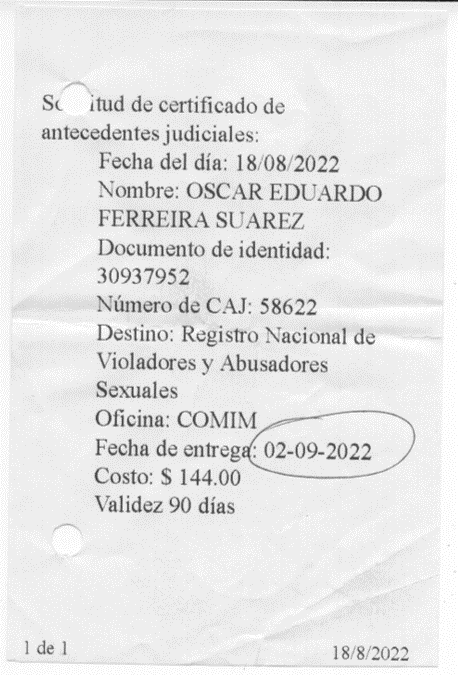 So itud de certificado de
antecedentes judiciales:
Fecha del día: 18/08/2022
Nombre: OSCAR EDUARDO
FERREIRA SUAREZ
Documento de identidad:
30937952
Número de CAJ: 58622
Destino: Registro Nacional de
Violadores y Abusadores
Sexuales
Oficina: COMIM
Fecha de entrega: 02-09-2022
Costo: $ 144.00
Validez 90 días
1 de 1
18/8/2022